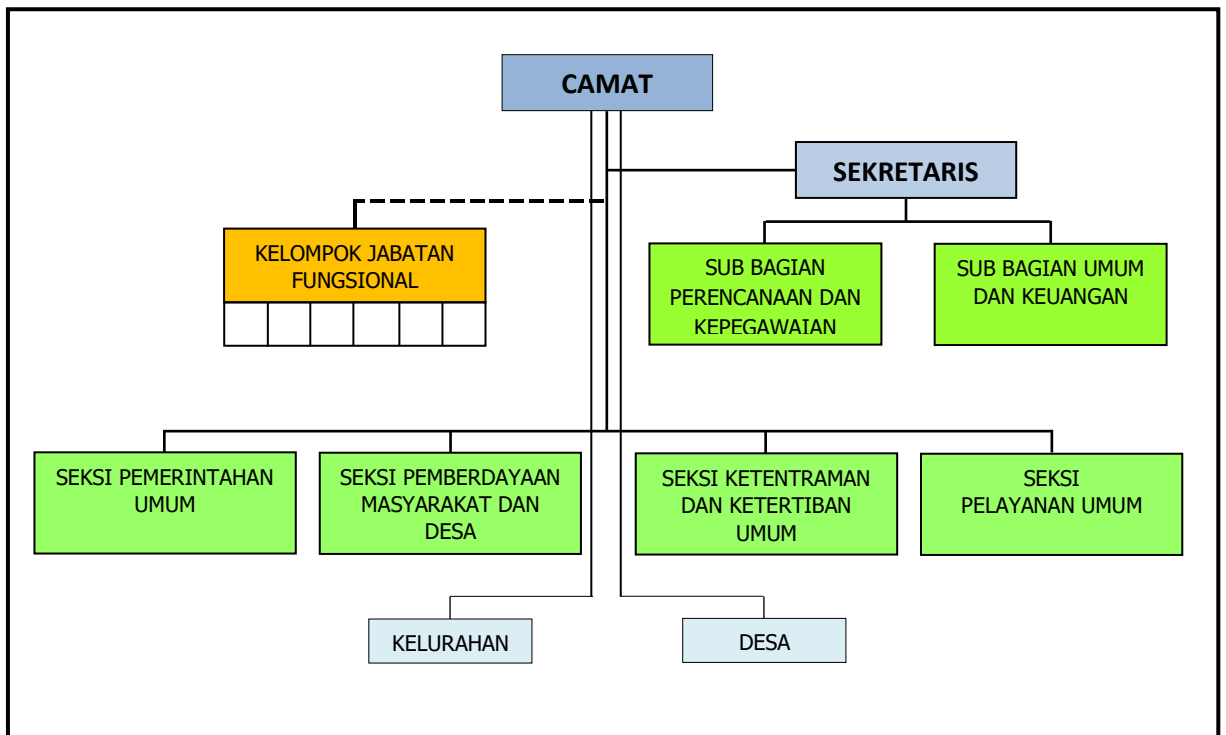 CAMAT
SEKRETARIS
KELOMPOK JABATAN
FUNGSIONAL
SUB BAGIAN
PERENCANAAN DAN
KEPEGAWAIAN
SUB BAGIAN UMUM
DAN KEUANGAN
SEKSI PEMERINTAHAN
UMUM
SEKSI PEMBERDAYAAN
MASYARAKAT DAN
DESA
SEKSI KETENTRAMAN
DAN KETERTIBAN
UMUM
SEKSI
PELAYANAN UMUM
KELURAHAN
DESA